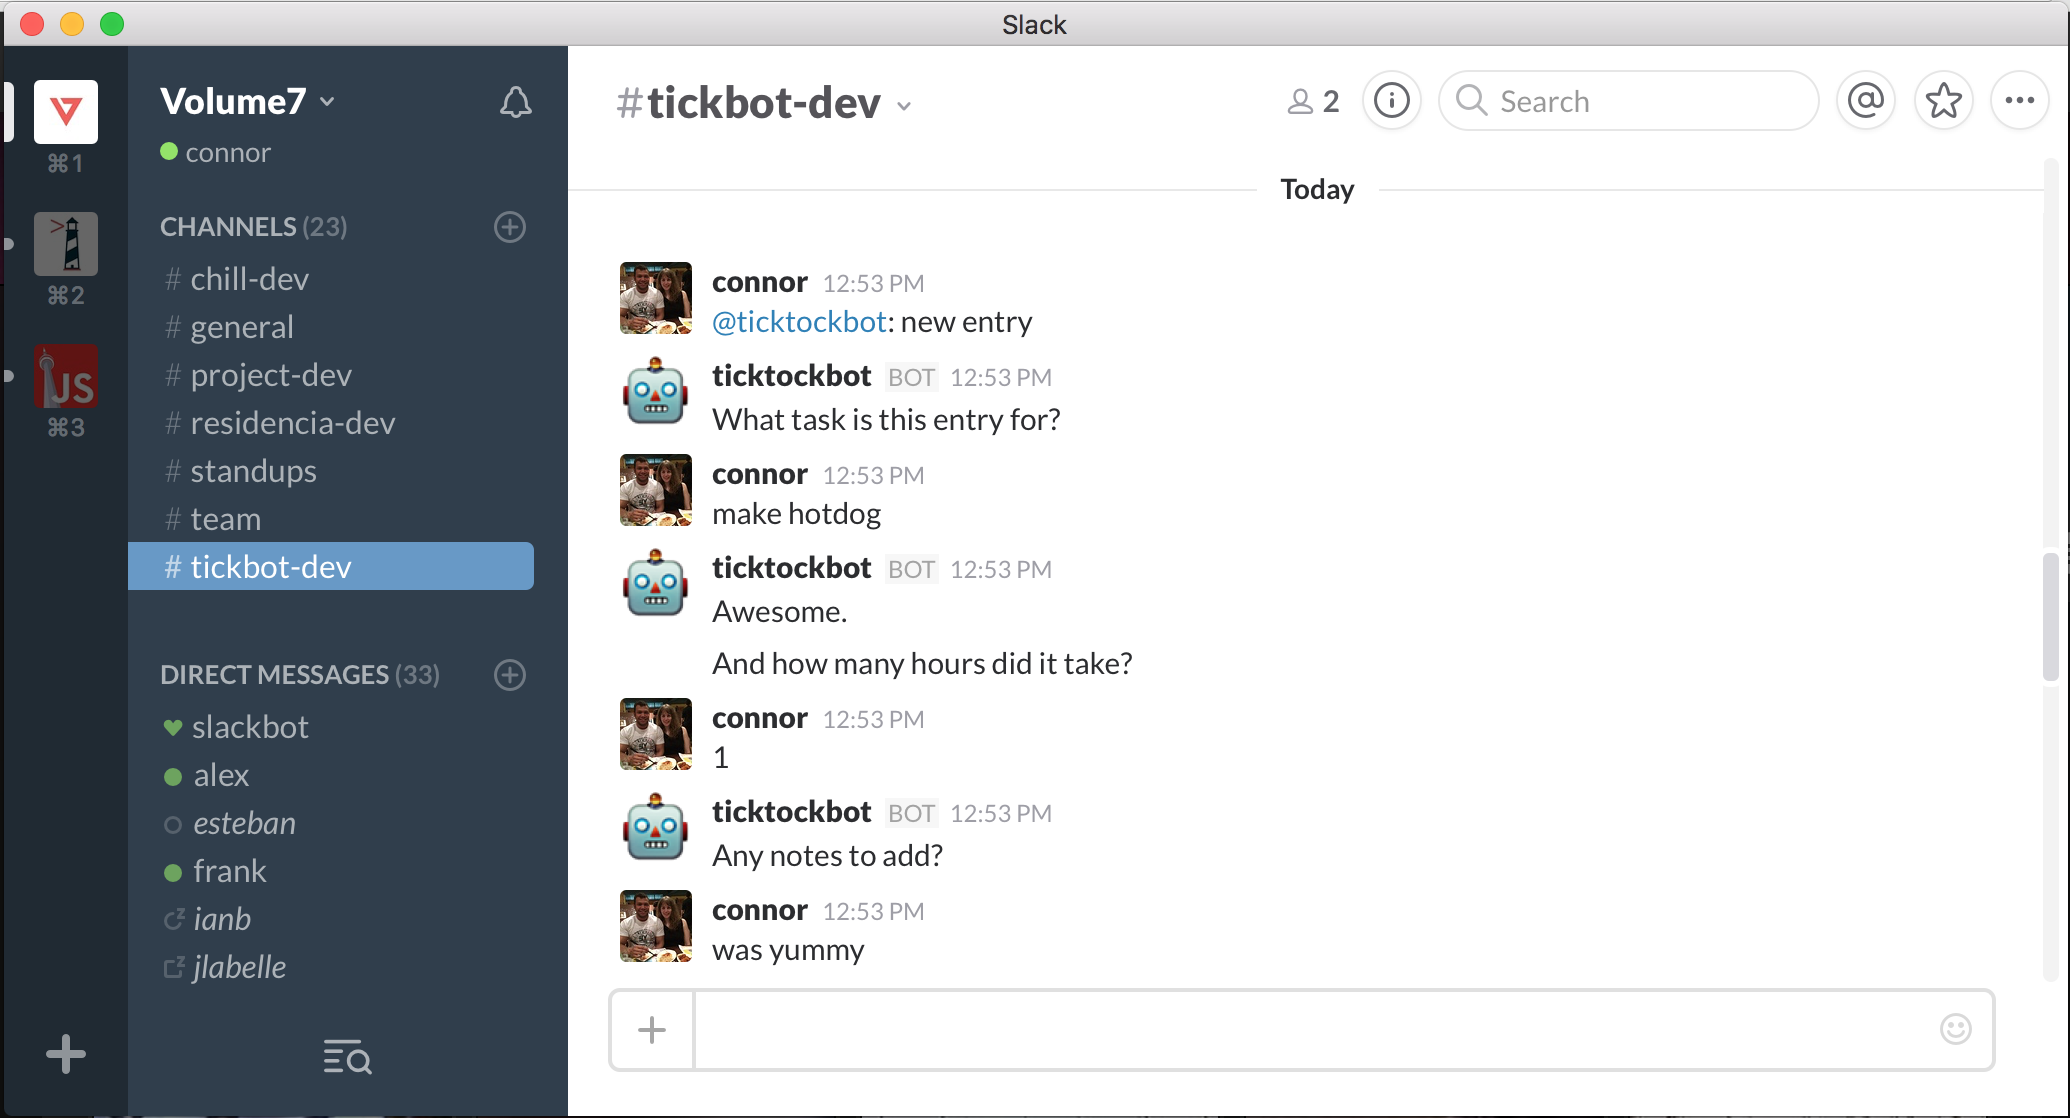 Slack
⌘1
⌘2
JS
⌘3
Volume7
connor
CHANNELS (23)
# chill-dev
# general
# project-dev
# residencia-dev
# standups
# team
# tickbot-dev
DIRECT MESSAGES (33)
slackbot
alex
esteban
frank
ianb
jlabelle
#tickbot-dev
2
Search
Today
connor 12:53 PM
@ticktockbot: new entry
ticktockbot BOT 12:53 PM
What task is this entry for?
connor 12:53 PM
make hotdog
ticktockbot BOT 12:53 PM
Awesome.
And how many hours did it take?
connor 12:53 PM
1
ticktockbot BOT 12:53 PM
Any notes to add?
connor 12:53 PM
was yummy